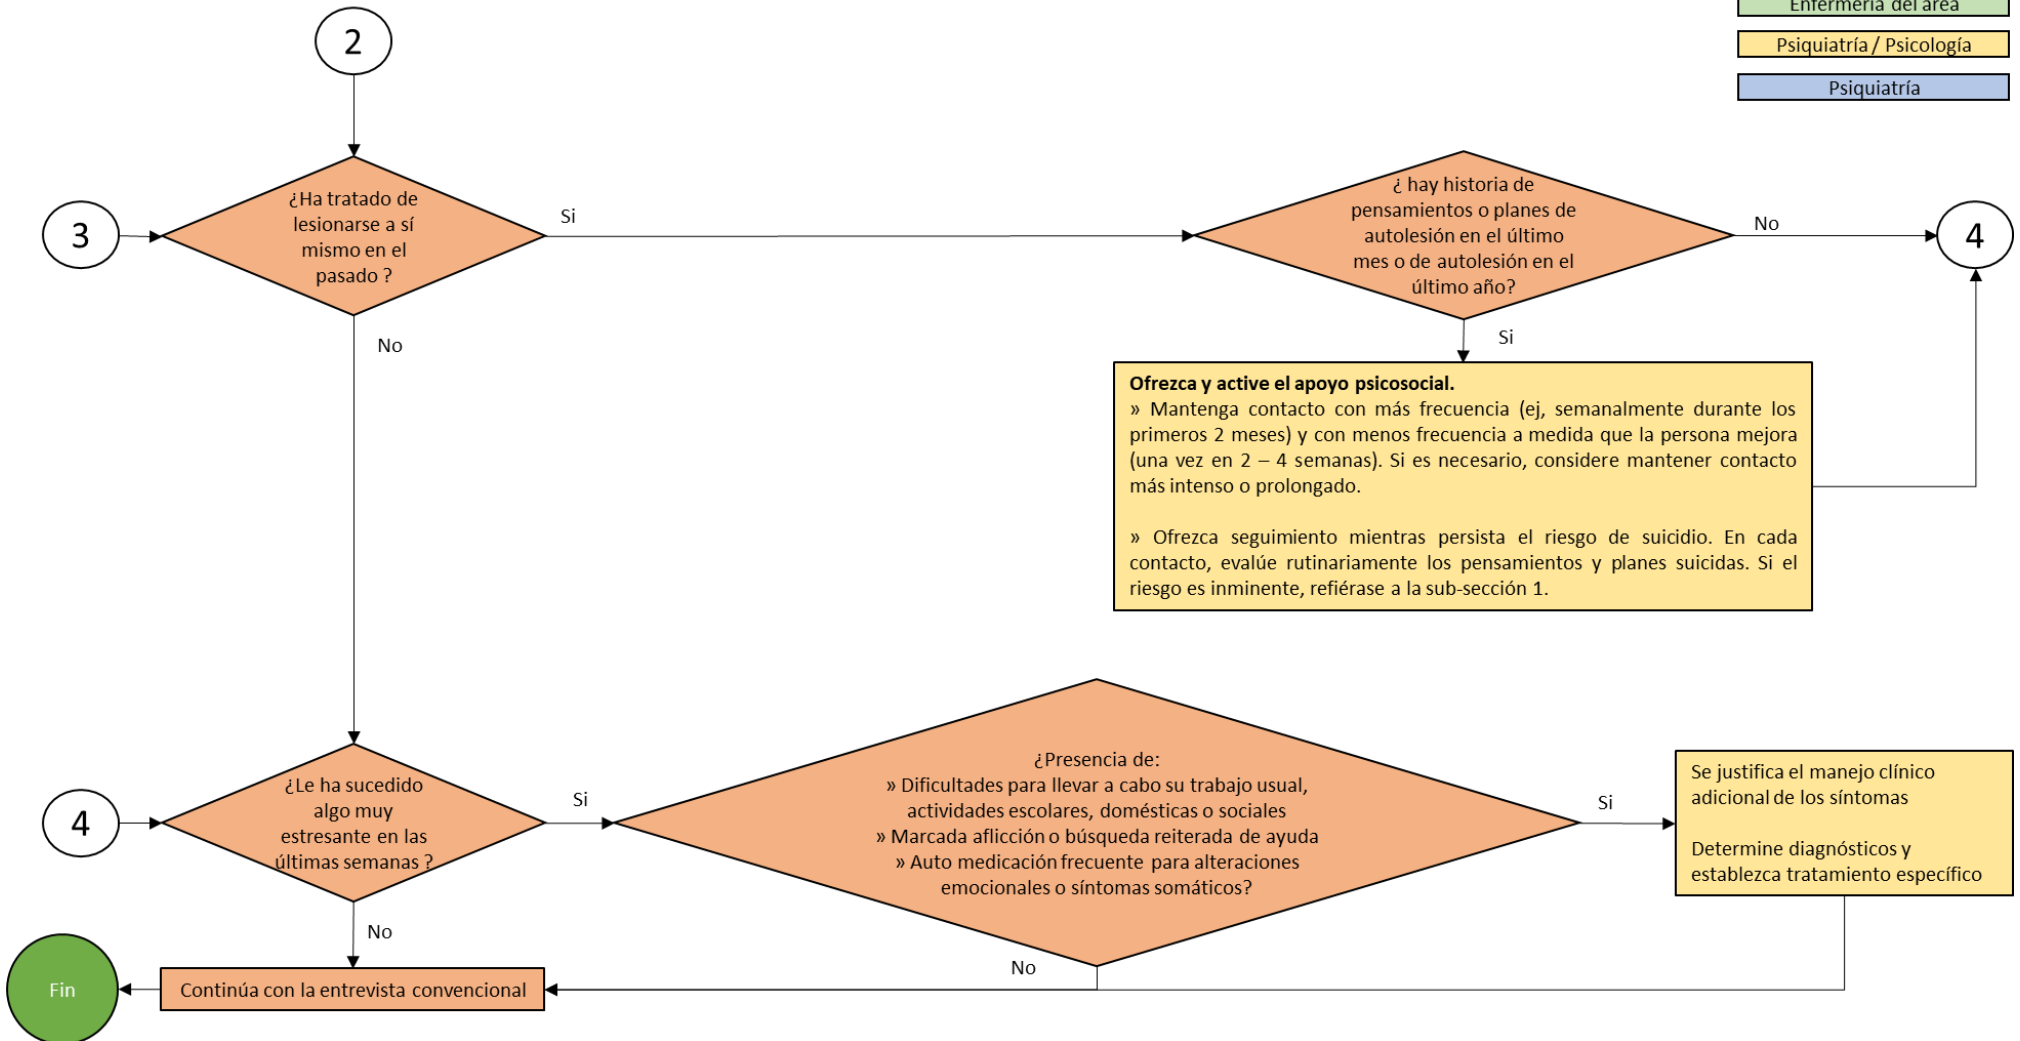 Enfermería del área
Psiquiatría / Psicología
Psiquiatría
2
3
¿Ha tratado de
lesionarse a sí
mismo en el
pasado ?
Si
¿ hay historia de
pensamientos o planes de
autolesión en el último
mes o de autolesión en el
último año?
No
4
No
Si
Ofrezca y active el apoyo psicosocial.
» Mantenga contacto con más frecuencia (ej, semanalmente durante los
primeros 2 meses) y con menos frecuencia a medida que la persona mejora
(una vez en 2 – 4 semanas). Si es necesario, considere mantener contacto
más intenso o prolongado.
» Ofrezca seguimiento mientras persista el riesgo de suicidio. En cada
contacto, evalúe rutinariamente los pensamientos y planes suicidas. Si el
riesgo es inminente, refiérase a la sub-sección 1.
4
¿Le ha sucedido
algo muy
estresante en las
últimas semanas ?
Si
¿Presencia de:
» Dificultades para llevar a cabo su trabajo usual,
actividades escolares, domésticas o sociales
» Marcada aflicción o búsqueda reiterada de ayuda
» Auto medicación frecuente para alteraciones
emocionales o síntomas somáticos?
Si
Se justifica el manejo clínico
adicional de los síntomas
Determine diagnósticos y
establezca tratamiento específico
No
No
Fin
Continúa con la entrevista convencional